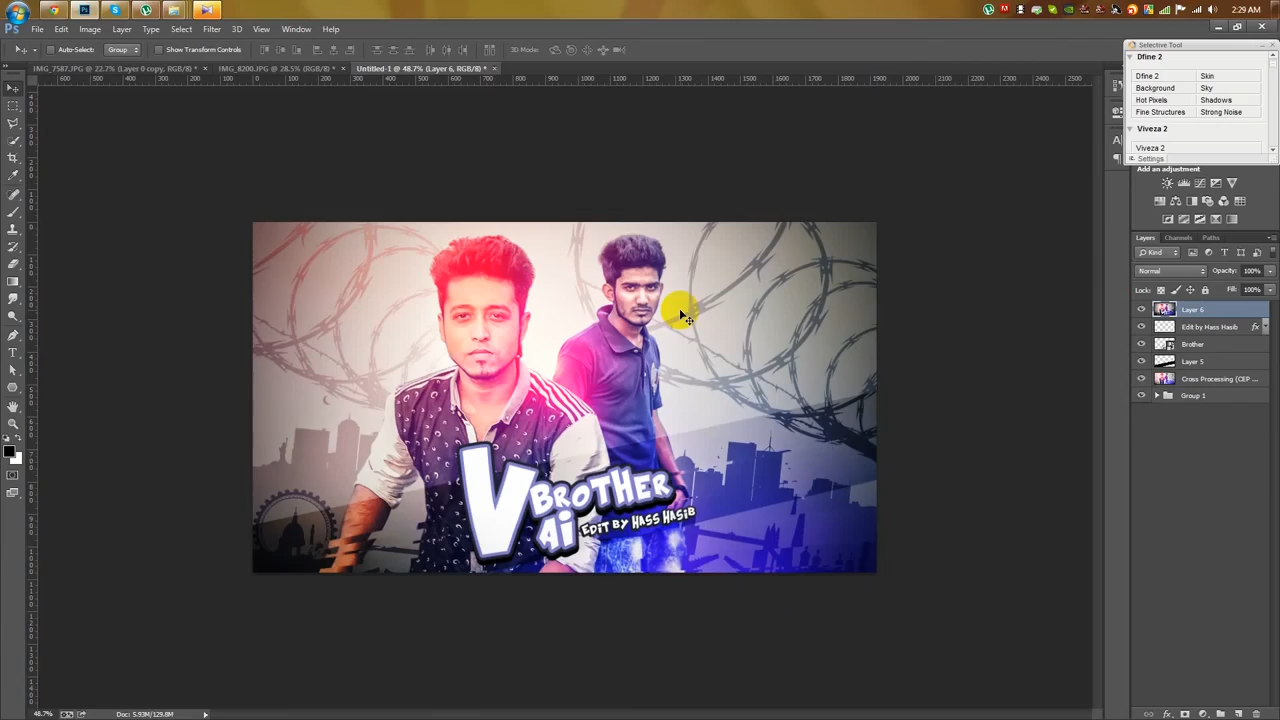 2:29 AM
Ps File Edit Image Layer Type Select Filter 3D View Window Help
Auto-Select: Group Show Transform Controls 3D Mode:
IMG_7587.JPG @ 22.7% (Layer 0 copy, RGB/8) * × IMG_8200.JPG @ 28.5% (RGB/8) * × Untitled-1 @ 48.7% (Layer 6, RGB/8) * ×
Selective Tool
Dfine 2
Dfine 2 Skin
Background Sky
Hot Pixels Shadows
Fine Structures Strong Noise
Viveza 2
Viveza 2
Settings
Add an adjustment
Layers Channels Paths
Kind
Normal Opacity: 100%
Lock: Fill: 100%
Layer 6
Edit by Hass Hasib fx
Brother
Layer 5
Cross Processing (CEP ...
Group 1
V BROTHER
Ai EDIT BY HASS HASIB
48.7% Doc: 5.93M/129.8M